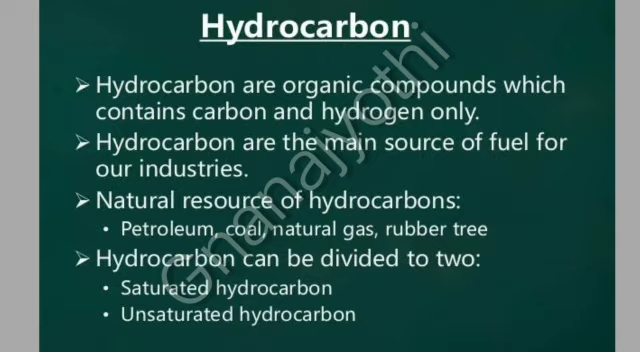 Hydrocarbon
➢ Hydrocarbon are organic compounds which
contains carbon and hydrogen only.
➢ Hydrocarbon are the main source of fuel for
our industries.
➢ Natural resource of hydrocarbons:
• Petroleum, coal, natural gas, rubber tree
➢ Hydrocarbon can be divided to two:
• Saturated hydrocarbon
• Unsaturated hydrocarbon
Gnanajyothi